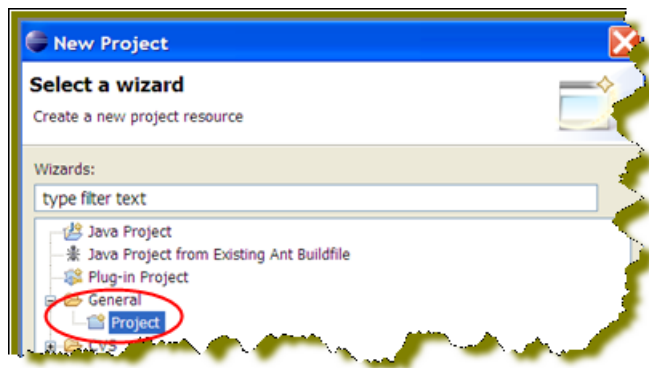 New Project
Select a wizard
Create a new project resource
Wizards:
type filter text
Java Project
Java Project from Existing Ant Buildfile
Plug-in Project
General
Project
CVS